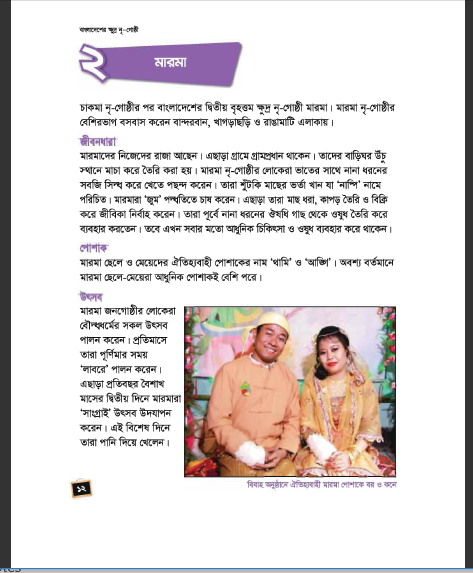 বাংলাদেশের ক্ষুদ্র নৃ-গোষ্ঠী
২
মারমা
চাকমা নৃ-গোষ্ঠীর পর বাংলাদেশের দ্বিতীয় বৃহত্তম ক্ষুদ্র নৃ-গোষ্ঠী মারমা। মারমা নৃ-গোষ্ঠীর
বেশিরভাগ বসবাস করেন বান্দরবান, খাগড়াছড়ি ও রাঙামাটি এলাকায়।
জীবনধারা
মারমাদের নিজেদের রাজা আছেন। এছাড়া গ্রামে গ্রামপ্রধান থাকেন। তাদের বাড়িঘর উঁচু
স্থানে মাচা করে তৈরি করা হয়। মারমা নৃ-গোষ্ঠীর লোকেরা ভাতের সাথে নানা ধরনের
সবজি সিদ্ধ করে খেতে পছন্দ করেন। তারা শুঁটকি মাছের ভর্তা খান যা 'নাপ্পি' নামে
পরিচিত। মারমারা 'জুম' পদ্ধতিতে চাষ করেন। এছাড়া তারা মাছ ধরা, কাপড় তৈরি ও বিক্রি
করে জীবিকা নির্বাহ করেন। তারা পূর্বে নানা ধরনের ঔষধি গাছ থেকে ওষুধ তৈরি করে
ব্যবহার করতেন। তবে এখন সবার মতো আধুনিক চিকিৎসা ও ওষুধ ব্যবহার করে থাকেন।
পোশাক
মারমা ছেলে ও মেয়েদের ঐতিহ্যবাহী পোশাকের নাম 'থামি' ও 'আঙ্গি'। অবশ্য বর্তমানে
মারমা ছেলে-মেয়েরা আধুনিক পোশাকই বেশি পরে।
উৎসব
মারমা জনগোষ্ঠীর লোকেরা
বৌদ্ধধর্মের সকল উৎসব
পালন করেন। প্রতিমাসে
তারা পূর্ণিমার সময়
'লাবরে' পালন করেন।
এছাড়া প্রতিবছর বৈশাখ
মাসের দ্বিতীয় দিনে মারমারা
'সাংগ্রাই' উৎসব উদযাপন
করেন। এই বিশেষ দিনে
তারা পানি দিয়ে খেলেন।
বিবাহ অনুষ্ঠানে ঐতিহ্যবাহী মারমা পোশাকে বর ও কনে
১২